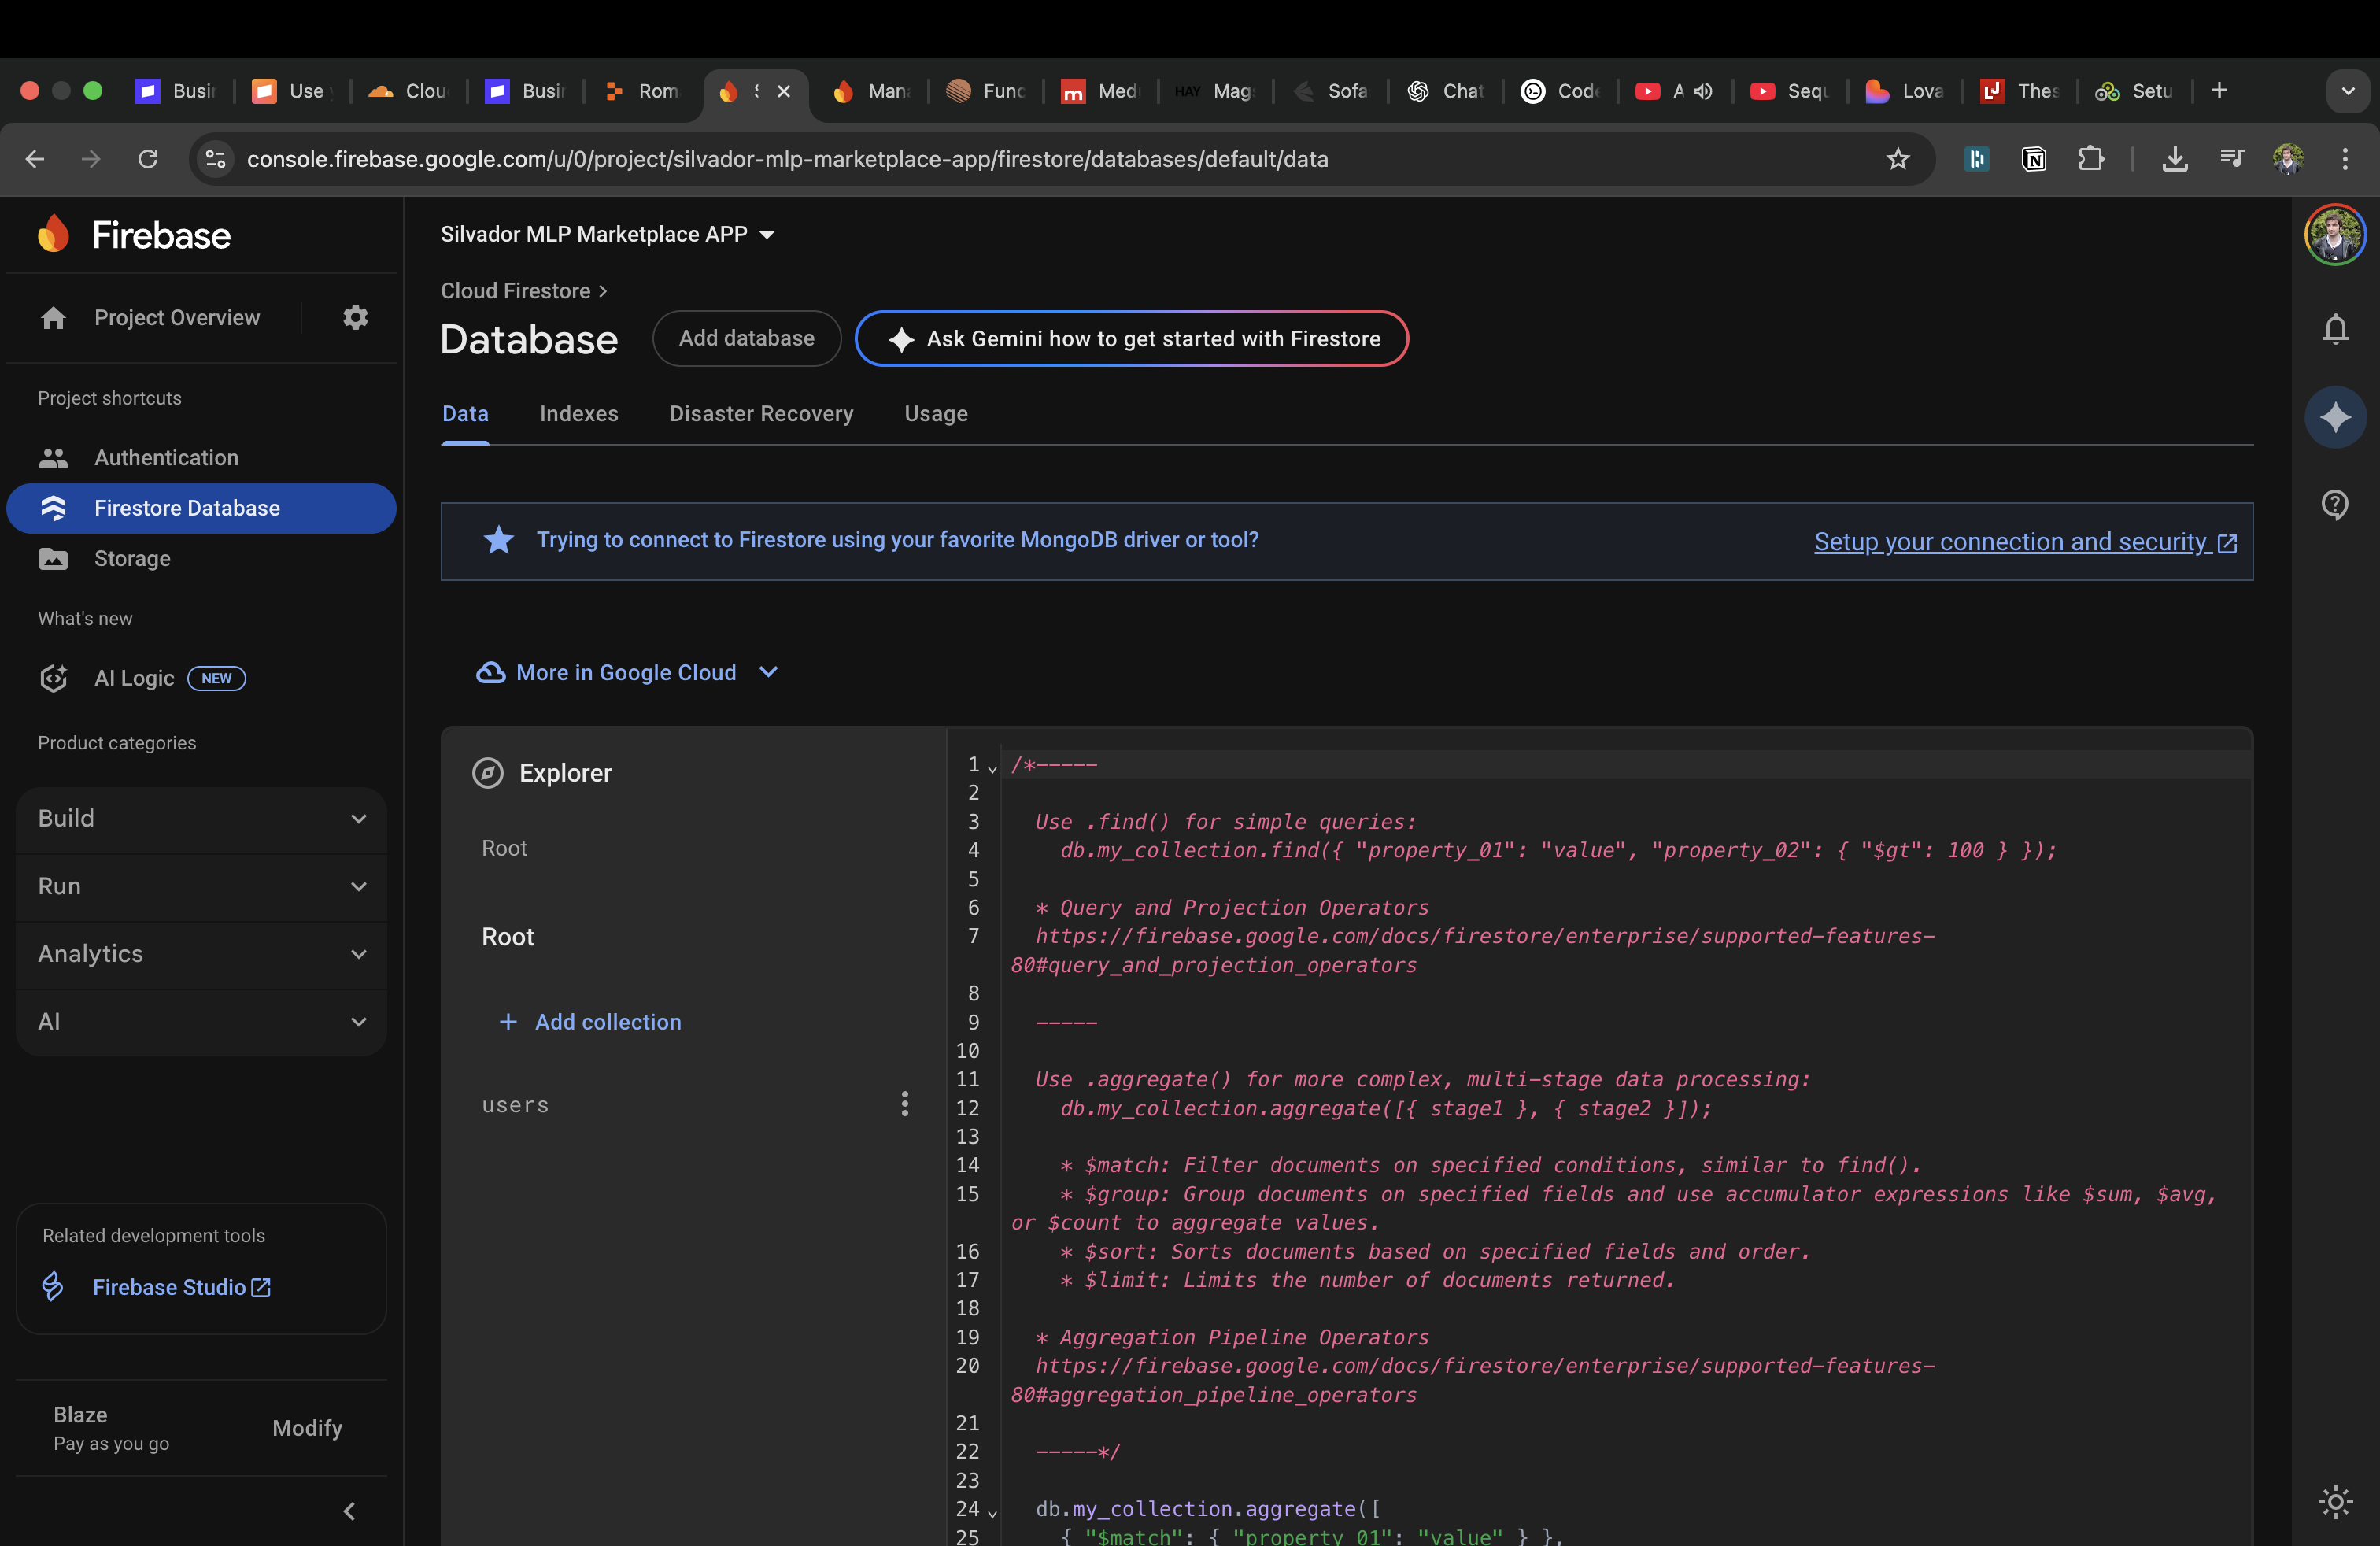 Busi
Use
Clou
Busi
Rom
Man
Func
Med
HAY Mag
Sofa
Chat
Code
A
Sequ
Lova
Thes
Setu
console.firebase.google.com/u/0/project/silvador-mlp-marketplace-app/firestore/databases/default/data
Firebase
Project Overview
Project shortcuts
Authentication
Firestore Database
Storage
What's new
AI Logic NEW
Product categories
Build
Run
Analytics
AI
Related development tools
Firebase Studio
Blaze
Pay as you go
Modify
Silvador MLP Marketplace APP
Cloud Firestore
Database
Add database
Ask Gemini how to get started with Firestore
Data Indexes Disaster Recovery Usage
Trying to connect to Firestore using your favorite MongoDB driver or tool?
Setup your connection and security
More in Google Cloud
Explorer
Root
Root
+ Add collection
users
1 /*-----
2
3 Use .find() for simple queries:
4 db.my_collection.find({ "property_01": "value", "property_02": { "$gt": 100 } });
5
6 * Query and Projection Operators
7 https://firebase.google.com/docs/firestore/enterprise/supported-features-
80#query_and_projection_operators
8
9 -----
10
11 Use .aggregate() for more complex, multi-stage data processing:
12 db.my_collection.aggregate([{ stage1 }, { stage2 }]);
13
14 * $match: Filter documents on specified conditions, similar to find().
15 * $group: Group documents on specified fields and use accumulator expressions like $sum, $avg,
or $count to aggregate values.
16 * $sort: Sorts documents based on specified fields and order.
17 * $limit: Limits the number of documents returned.
18
19 * Aggregation Pipeline Operators
20 https://firebase.google.com/docs/firestore/enterprise/supported-features-
80#aggregation_pipeline_operators
21
22 -----*/
23
24 db.my_collection.aggregate([
25 { "$match": { "property_01": "value" } },